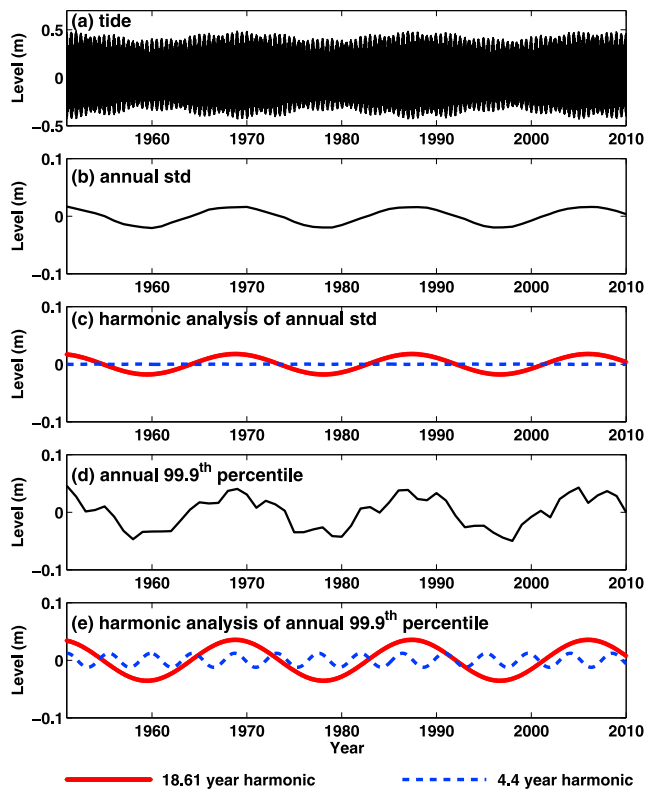 (a) tide
Level (m)
0.5
0
−0.5
1960 1970 1980 1990 2000 2010
(b) annual std
Level (m)
0.1
0
−0.1
1960 1970 1980 1990 2000 2010
(c) harmonic analysis of annual std
Level (m)
0.1
0
−0.1
1960 1970 1980 1990 2000 2010
(d) annual 99.9th percentile
Level (m)
0.1
0
−0.1
1960 1970 1980 1990 2000 2010
(e) harmonic analysis of annual 99.9th percentile
Level (m)
0.1
0
−0.1
1960 1970 1980 1990 2000 2010
Year
18.61 year harmonic
4.4 year harmonic